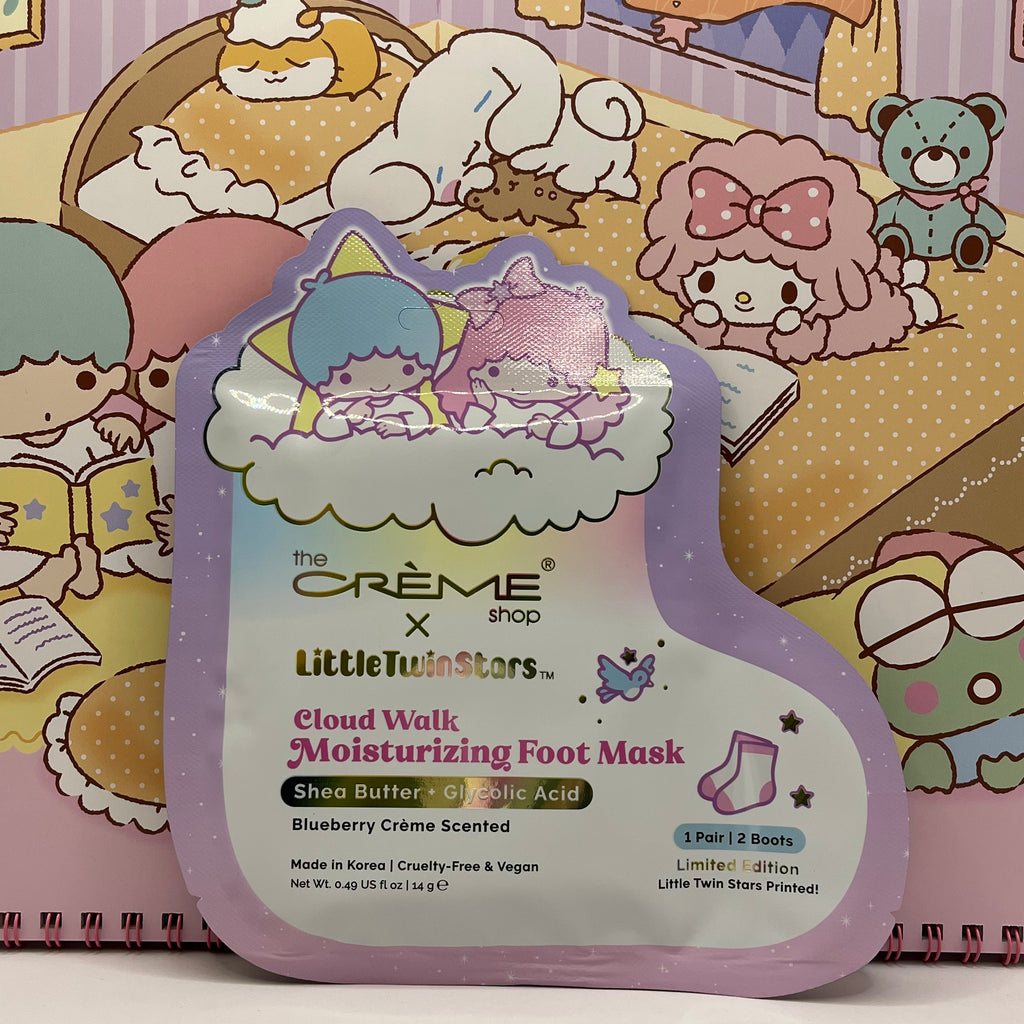 the
CRÈME®
shop
×
LittleTwinStars™
Cloud Walk
Moisturizing Foot Mask
Shea Butter + Glycolic Acid
Blueberry Crème Scented
Made in Korea | Cruelty-Free & Vegan
Net Wt. 0.49 US fl oz | 14 g ℮
1 Pair | 2 Boots
Limited Edition
Little Twin Stars Printed!